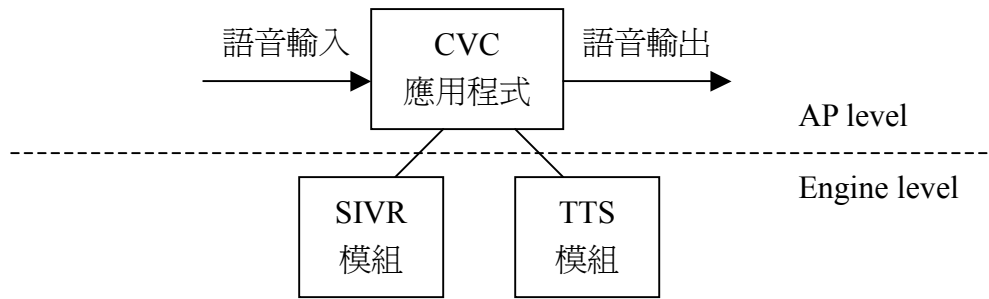 語音輸入
CVC
應用程式
語音輸出
AP level
Engine level
SIVR
模組
TTS
模組